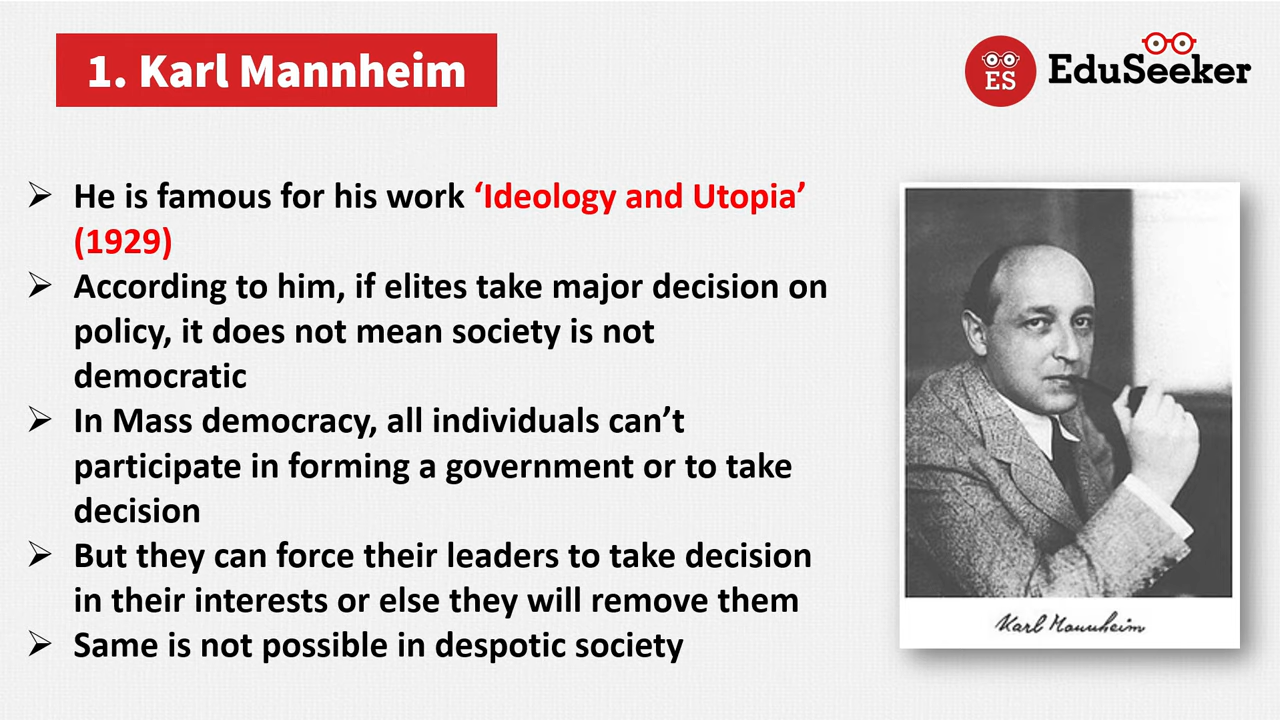 1. Karl Mannheim
ES
EduSeeker
➢ He is famous for his work ‘Ideology and Utopia’
(1929)
➢ According to him, if elites take major decision on
policy, it does not mean society is not
democratic
➢ In Mass democracy, all individuals can’t
participate in forming a government or to take
decision
➢ But they can force their leaders to take decision
in their interests or else they will remove them
➢ Same is not possible in despotic society
Karl Mannheim